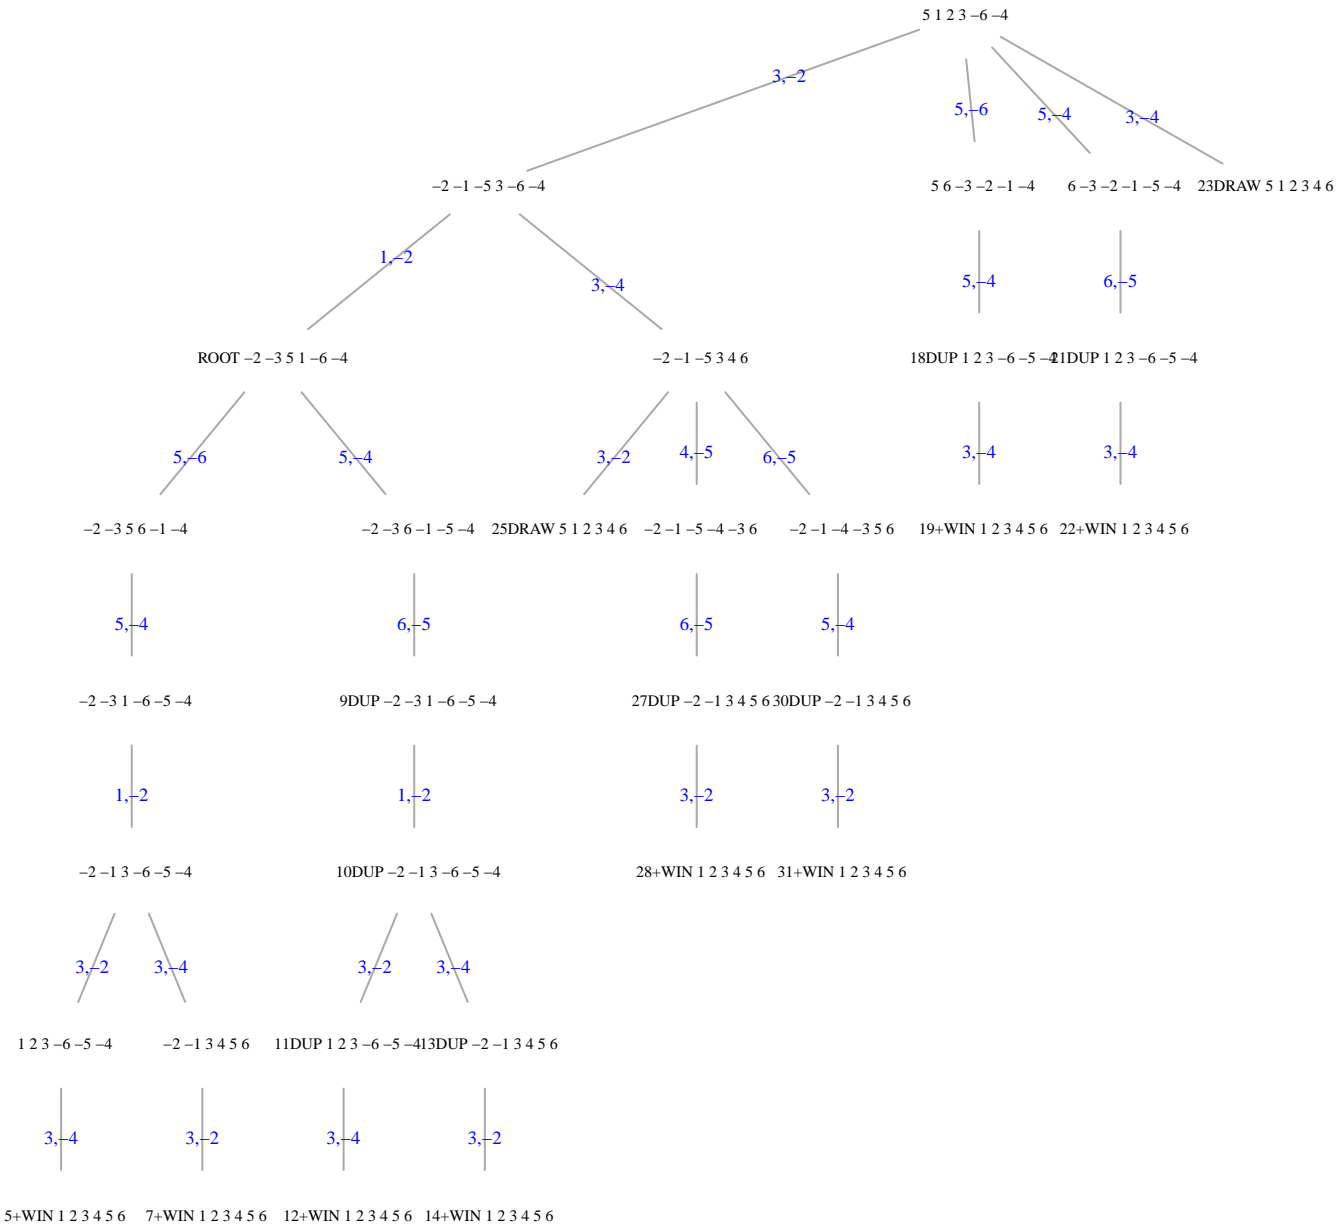 5 1 2 3 −6 −4
3,−2
5,−6
5,−4
3,−4
−2 −1 −5 3 −6 −4
5 6 −3 −2 −1 −4
6 −3 −2 −1 −5 −4
23DRAW 5 1 2 3 4 6
1,−2
3,−4
5,−4
6,−5
ROOT −2 −3 5 1 −6 −4
−2 −1 −5 3 4 6
18DUP 1 2 3 −6 −5 −4
21DUP 1 2 3 −6 −5 −4
5,−6
5,−4
3,−2
4,−5
6,−5
3,−4
3,−4
−2 −3 5 6 −1 −4
−2 −3 6 −1 −5 −4
25DRAW 5 1 2 3 4 6
−2 −1 −5 −4 −3 6
−2 −1 −4 −3 5 6
19+WIN 1 2 3 4 5 6
22+WIN 1 2 3 4 5 6
5,−4
6,−5
6,−5
5,−4
−2 −3 1 −6 −5 −4
9DUP −2 −3 1 −6 −5 −4
27DUP −2 −1 3 4 5 6
30DUP −2 −1 3 4 5 6
1,−2
1,−2
3,−2
3,−2
−2 −1 3 −6 −5 −4
10DUP −2 −1 3 −6 −5 −4
28+WIN 1 2 3 4 5 6
31+WIN 1 2 3 4 5 6
3,−2
3,−4
3,−2
3,−4
1 2 3 −6 −5 −4
−2 −1 3 4 5 6
11DUP 1 2 3 −6 −5 −4
13DUP −2 −1 3 4 5 6
3,−4
3,−2
3,−4
3,−2
5+WIN 1 2 3 4 5 6
7+WIN 1 2 3 4 5 6
12+WIN 1 2 3 4 5 6
14+WIN 1 2 3 4 5 6